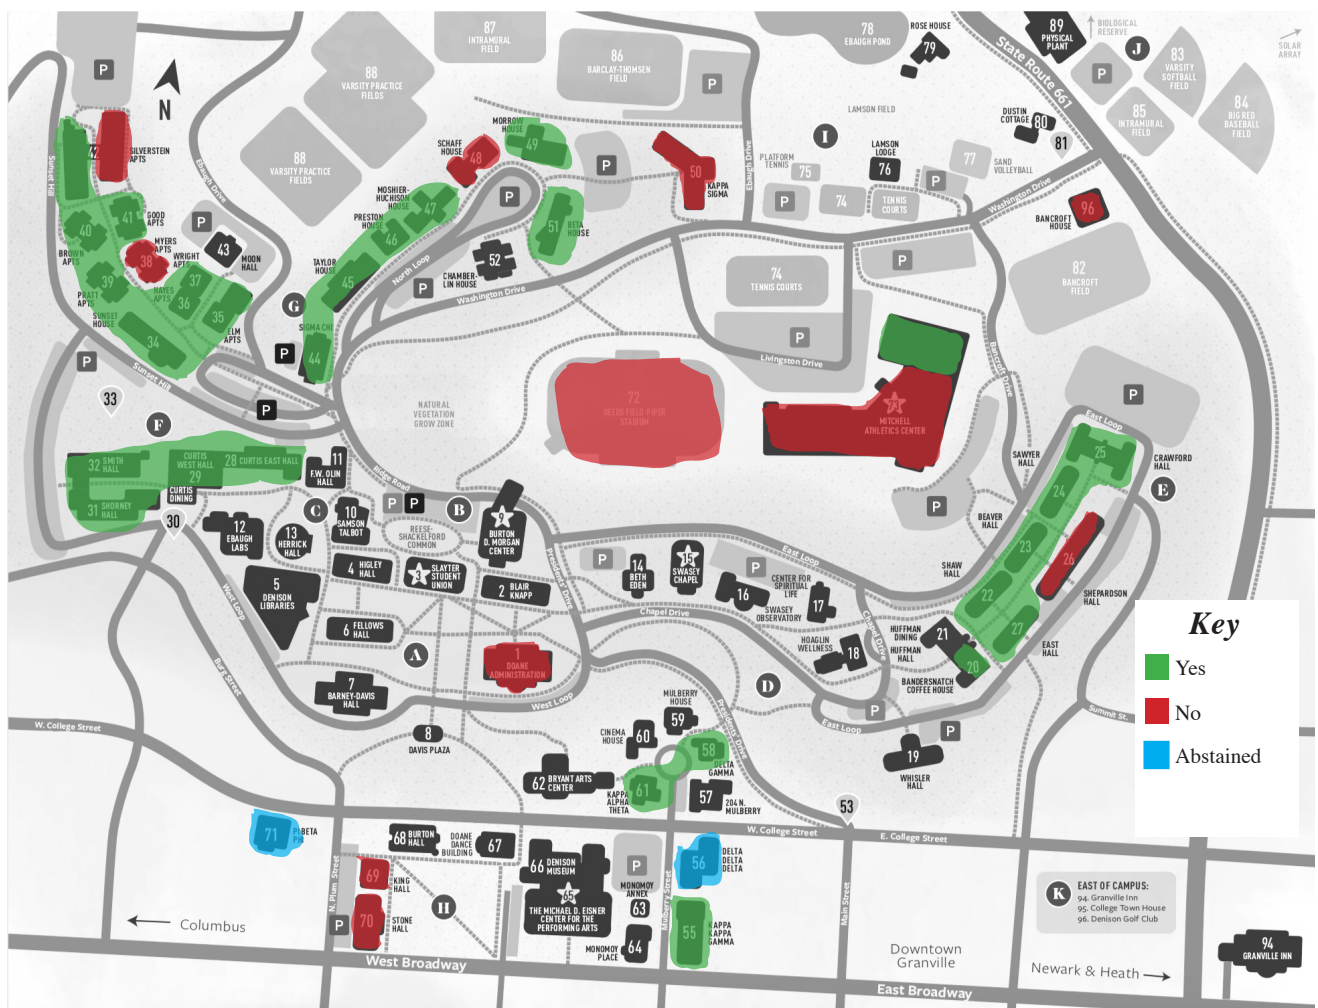 87
INTRAMURAL
FIELD
86
BARCLAY-THOMSEN
FIELD
88
VARSITY PRACTICE
FIELDS
88
VARSITY PRACTICE
FIELDS
78
EBAUGH POND
ROSE HOUSE
79
89
PHYSICAL
PLANT
BIOLOGICAL
RESERVE
J
SOLAR
ARRAY
State Route 661
83
VARSITY
SOFTBALL
FIELD
84
BIG RED
BASEBALL
FIELD
85
INTRAMURAL
FIELD
P
P
P
N
LAMSON FIELD
I
DUSTIN
COTTAGE
80
81
LAMSON
LODGE
76
77
SAND
VOLLEYBALL
PLATFORM
TENNIS
75
74
TENNIS
COURTS
P
P
Washington Drive
BANCROFT
HOUSE
96
82
BANCROFT
FIELD
Ebaugh Drive
Ebaugh Drive
Sunset Hill
42
SILVERSTEIN
APTS
41
GOOD
APTS
40
BROWN
APTS
MYERS
APTS
38
WRIGHT
APTS
37
HAYES
APTS
36
39
PRATT
APTS
35
ELM
APTS
SUNSET
HOUSE
34
P
43
MOON
HALL
MORROW
HOUSE
49
SCHAFF
HOUSE
48
MOSHIER-
HUCHISON
HOUSE
47
PRESTON
HOUSE
46
TAYLOR
HOUSE
45
North Loop
G
SIGMA CHI
44
P
P
P
50
KAPPA
SIGMA
51
BETA
HOUSE
52
CHAMBER-
LIN HOUSE
P
Washington Drive
74
TENNIS COURTS
P
Livingston Drive
P
Bancroft Drive
NATURAL
VEGETATION
GROW ZONE
72
DEEDS FIELD-PIPER
STADIUM
73
MITCHELL
ATHLETICS CENTER
P
P
Sunset Hill
P
P
33
F
32 SMITH
HALL
CURTIS
WEST HALL
29
28 CURTIS EAST HALL
11
F.W. OLIN
HALL
CURTIS
DINING
31 SHORNEY
HALL
30
Ridge Road
C
P
P
B
REESE-
SHACKELFORD
COMMON
9
BURTON
D. MORGAN
CENTER
10
SAMSON
TALBOT
12
EBAUGH
LABS
13
HERRICK
HALL
4 HIGLEY
HALL
3 SLAYTER
STUDENT
UNION
2 BLAIR
KNAPP
5
DENISON
LIBRARIES
6 FELLOWS
HALL
A
1
DOANE
ADMINISTRATION
7
BARNEY-DAVIS
HALL
8
DAVIS PLAZA
West Loop
West Loop
Burg Street
Presidents' Drive
P
14
BETH
EDEN
15
SWASEY
CHAPEL
P
East Loop
16
SWASEY
OBSERVATORY
CENTER FOR
SPIRITUAL
LIFE
17
Chapel Drive
Chapel Drive
HOAGLIN
WELLNESS
18
D
P
SAWYER
HALL
BEAVER
HALL
SHAW
HALL
East Loop
P
25
24
23
22
27
26
CRAWFORD
HALL
E
SHEPARDSON
HALL
EAST
HALL
HUFFMAN
DINING
21
HUFFMAN
HALL
20
BANDERSNATCH
COFFEE HOUSE
P
P
East Loop
19
WHISLER
HALL
Summit St.
Key
Yes
No
Abstained
W. College Street
MULBERRY
HOUSE
59
CINEMA
HOUSE
60
58
DELTA
GAMMA
Presidents' Drive
62 BRYANT ARTS
CENTER
KAPPA
ALPHA
THETA
61
57
204 N.
MULBERRY
53
W. College Street
E. College Street
71
PI BETA
PHI
N. Plum Street
68 BURTON
HALL
DOANE
DANCE
BUILDING
67
69
KING
HALL
70
STONE
HALL
P
H
66 DENISON
MUSEUM
65
THE MICHAEL D. EISNER
CENTER FOR THE
PERFORMING ARTS
P
MONOMOY
ANNEX
63
MONOMOY
PLACE
64
Mulberry Street
56
DELTA
DELTA
DELTA
55
KAPPA
KAPPA
GAMMA
Main Street
K
EAST OF CAMPUS:
94. Granville Inn
95. College Town House
96. Denison Golf Club
94
GRANVILLE INN
Columbus
Downtown
Granville
Newark & Heath
West Broadway
East Broadway